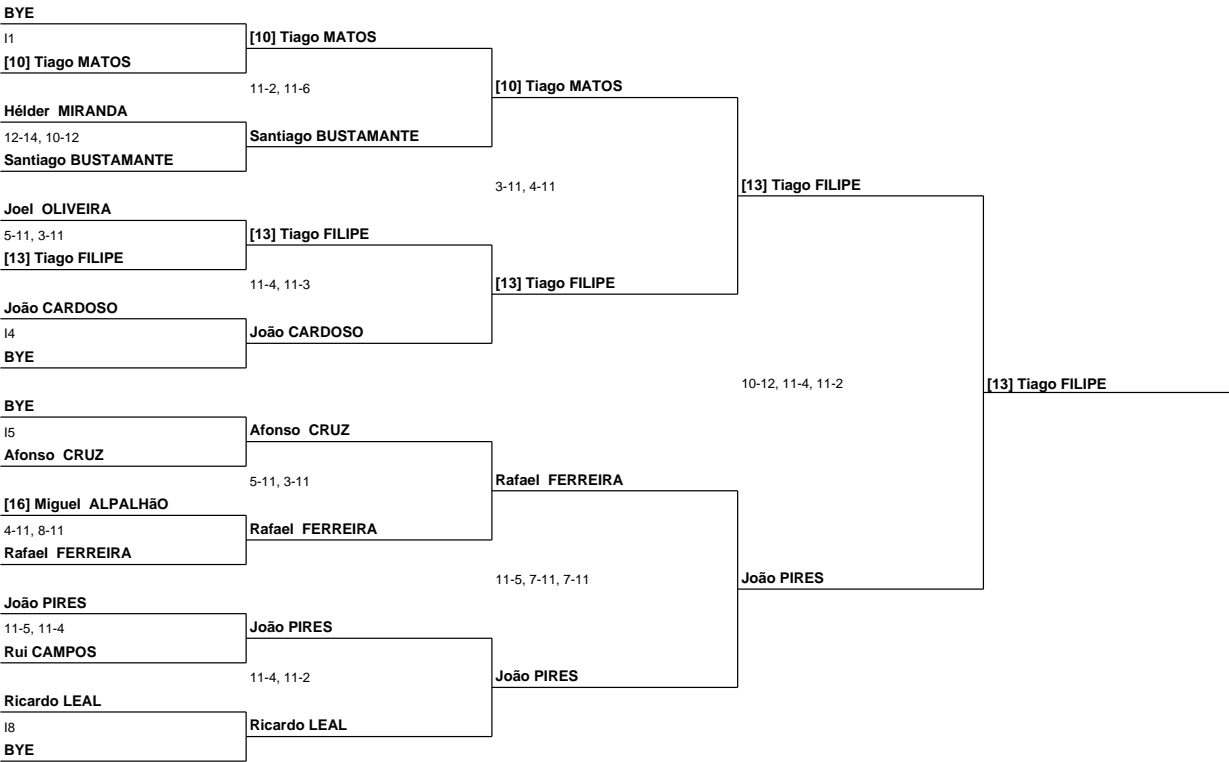 BYE
I1
[10] Tiago MATOS
[10] Tiago MATOS
11-2, 11-6
[10] Tiago MATOS
Hélder  MIRANDA
12-14, 10-12
Santiago BUSTAMANTE
Santiago BUSTAMANTE
3-11, 4-11
[13] Tiago FILIPE
Joel  OLIVEIRA
5-11, 3-11
[13] Tiago FILIPE
[13] Tiago FILIPE
11-4, 11-3
[13] Tiago FILIPE
João CARDOSO
I4
João CARDOSO
BYE
10-12, 11-4, 11-2
[13] Tiago FILIPE
BYE
I5
Afonso  CRUZ
Afonso  CRUZ
5-11, 3-11
Rafael  FERREIRA
[16] Miguel  ALPALHãO
4-11, 8-11
Rafael  FERREIRA
Rafael  FERREIRA
11-5, 7-11, 7-11
João PIRES
João PIRES
11-5, 11-4
João PIRES
Rui CAMPOS
11-4, 11-2
João PIRES
Ricardo LEAL
I8
Ricardo LEAL
BYE